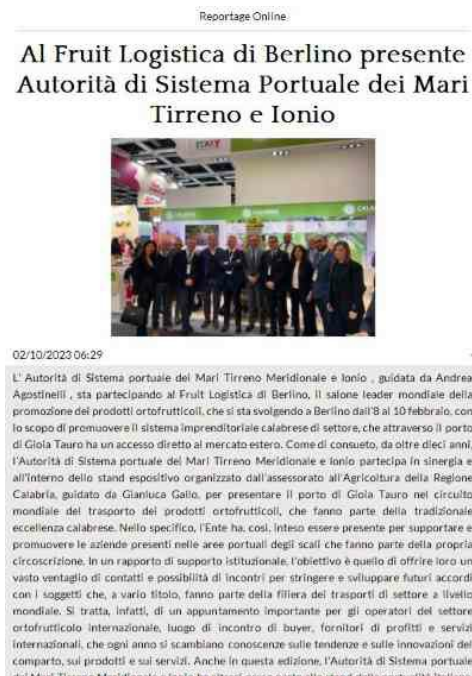 Reportage Online
Al Fruit Logistica di Berlino presente
Autorità di Sistema Portuale dei Mari
Tirreno e Ionio
ITALY
CALABRIA
02/10/2023 06:29
L' Autorità di Sistema portuale dei Mari Tirreno Meridionale e Ionio , guidata da Andrea
Agostinelli , sta partecipando al Fruit Logistica di Berlino, il salone leader mondiale della
promozione dei prodotti ortofrutticoli, che si sta svolgendo a Berlino dall'8 al 10 febbraio, con
lo scopo di promuovere il sistema imprenditoriale calabrese di settore, che attraverso il porto
di Gioia Tauro ha un accesso diretto al mercato estero. Come di consueto, da oltre dieci anni,
l'Autorità di Sistema portuale dei Mari Tirreno Meridionale e Ionio partecipa in sinergia e
all'interno dello stand espositivo organizzato dall'assessorato all'Agricoltura della Regione
Calabria, guidato da Gianluca Gallo, per presentare il porto di Gioia Tauro nel circuito
mondiale del trasporto dei prodotti ortofrutticoli, che fanno parte della tradizionale
eccellenza calabrese. Nello specifico, l'Ente ha, così, inteso essere presente per supportare e
promuovere le aziende presenti nelle aree portuali degli scali che fanno parte della propria
circoscrizione. In un rapporto di supporto istituzionale, l'obiettivo è quello di offrire loro un
vasto ventaglio di contatti e possibilità di incontri per stringere e sviluppare futuri accordi
con i soggetti che, a vario titolo, fanno parte della filiera dei trasporti di settore a livello
mondiale. Si tratta, infatti, di un appuntamento importante per gli operatori del settore
ortofrutticolo internazionale, luogo di incontro di buyer, fornitori di profitti e servizi
internazionali, che ogni anno si scambiano conoscenze sulle tendenze e sulle innovazioni del
comparto, sui prodotti e sui servizi. Anche in questa edizione, l'Autorità di Sistema portuale